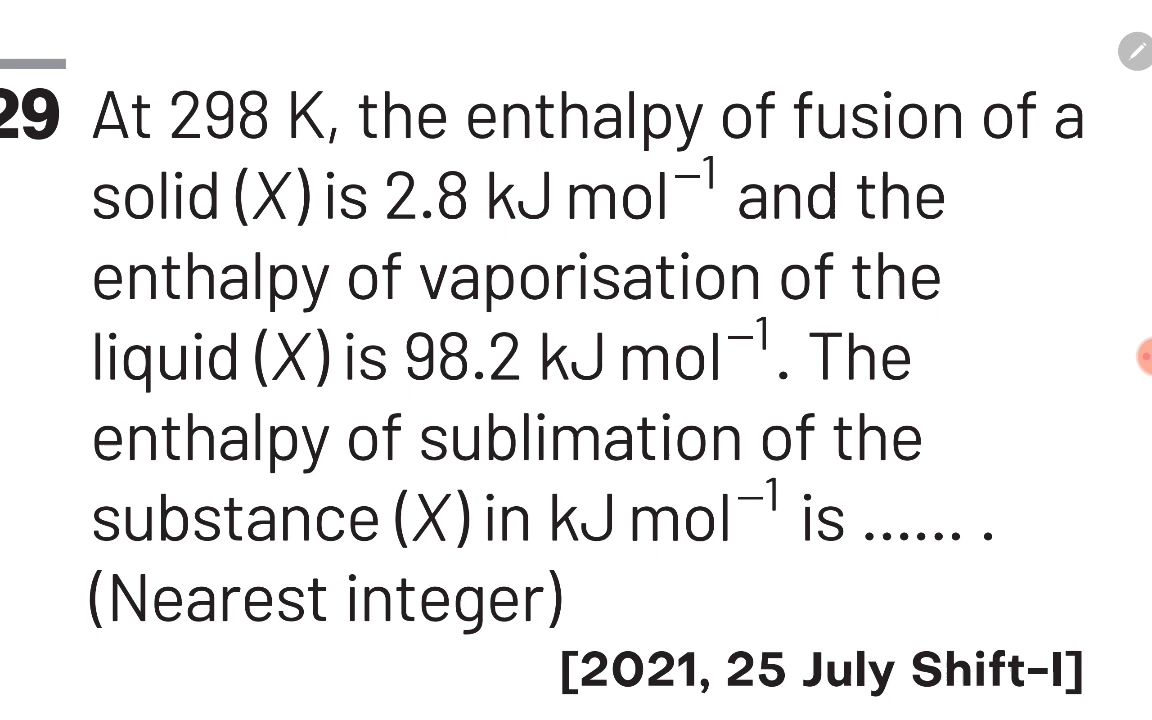 29 At 298 K, the enthalpy of fusion of a
solid (X) is 2.8 kJ mol⁻¹ and the
enthalpy of vaporisation of the
liquid (X) is 98.2 kJ mol⁻¹. The
enthalpy of sublimation of the
substance (X) in kJ mol⁻¹ is ...... .
(Nearest integer)
[2021, 25 July Shift-I]